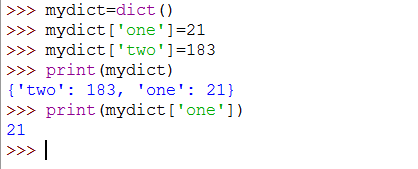 >>> mydict=dict()
>>> mydict['one']=21
>>> mydict['two']=183
>>> print(mydict)
{'two': 183, 'one': 21}
>>> print(mydict['one'])
21
>>>